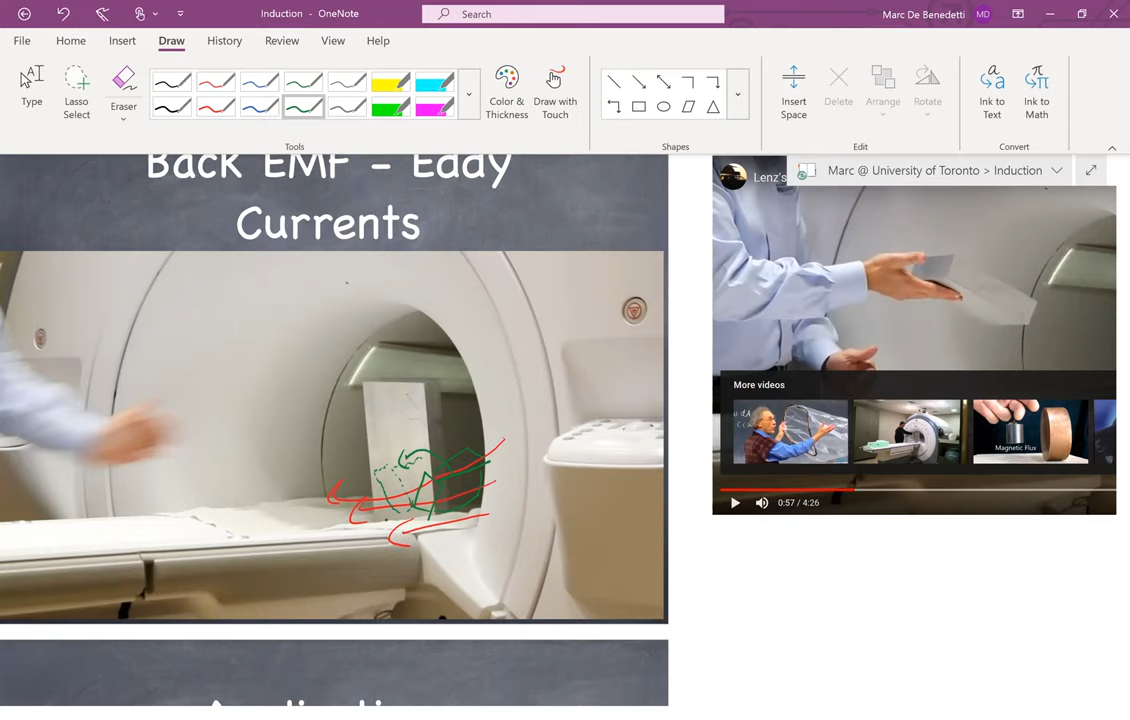 Induction - OneNote
Search
Marc De Benedetti
MD
File
Home
Insert
Draw
History
Review
View
Help
Type
Lasso
Select
Eraser
Color &
Thickness
Draw with
Touch
Insert
Space
Delete
Arrange
Rotate
Ink to
Text
Ink to
Math
Tools
Shapes
Edit
Convert
Back EMF - Eddy
Currents
Lenz's
Marc @ University of Toronto > Induction
More videos
Magnetic Flux
0:57 / 4:26